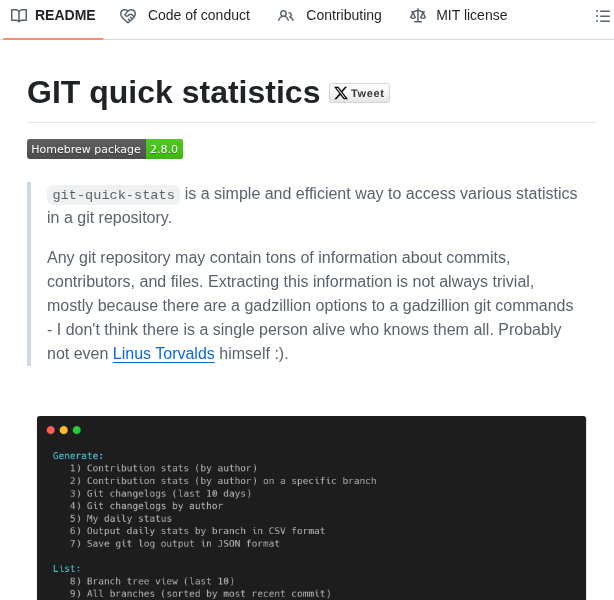 README Code of conduct Contributing MIT license
GIT quick statistics
Tweet
Homebrew package 2.8.0
git-quick-stats is a simple and efficient way to access various statistics
in a git repository.
Any git repository may contain tons of information about commits,
contributors, and files. Extracting this information is not always trivial,
mostly because there are a gadzillion options to a gadzillion git commands
- I don't think there is a single person alive who knows them all. Probably
not even Linus Torvalds himself :).
Generate:
1) Contribution stats (by author)
2) Contribution stats (by author) on a specific branch
3) Git changelogs (last 10 days)
4) Git changelogs by author
5) My daily status
6) Output daily stats by branch in CSV format
7) Save git log output in JSON format
List:
8) Branch tree view (last 10)
9) All branches (sorted by most recent commit)